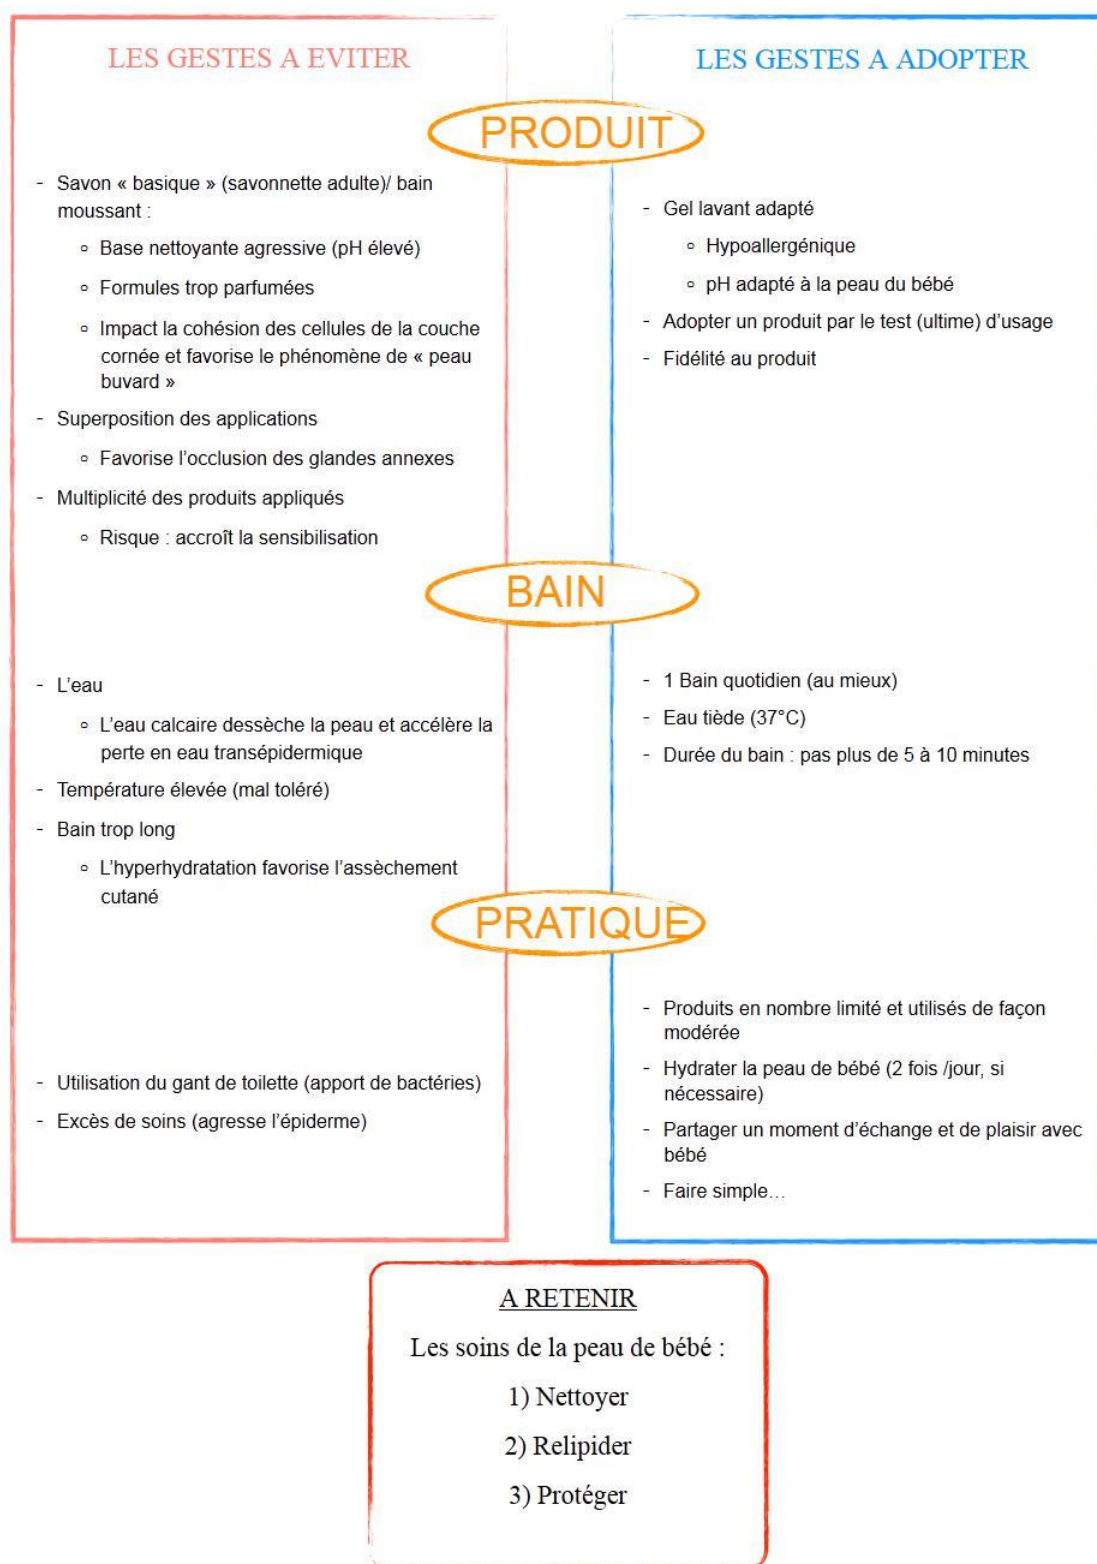 LES GESTES A EVITER
LES GESTES A ADOPTER
PRODUIT
- Savon « basique » (savonnette adulte)/ bain
moussant :
◦ Base nettoyante agressive (pH élevé)
◦ Formules trop parfumées
◦ Impact la cohésion des cellules de la couche
cornée et favorise le phénomène de « peau
buvard »
- Superposition des applications
◦ Favorise l’occlusion des glandes annexes
- Multiplicité des produits appliqués
◦ Risque : accroît la sensibilisation
- Gel lavant adapté
◦ Hypoallergénique
◦ pH adapté à la peau du bébé
- Adopter un produit par le test (ultime) d’usage
- Fidélité au produit
BAIN
- L’eau
◦ L’eau calcaire dessèche la peau et accélère la
perte en eau transépidermique
- Température élevée (mal toléré)
- Bain trop long
◦ L’hyperhydratation favorise l’assèchement
cutané
- 1 Bain quotidien (au mieux)
- Eau tiède (37°C)
- Durée du bain : pas plus de 5 à 10 minutes
PRATIQUE
- Utilisation du gant de toilette (apport de bactéries)
- Excès de soins (agresse l’épiderme)
- Produits en nombre limité et utilisés de façon
modérée
- Hydrater la peau de bébé (2 fois /jour, si
nécessaire)
- Partager un moment d’échange et de plaisir avec
bébé
- Faire simple…
A RETENIR
Les soins de la peau de bébé :
1) Nettoyer
2) Relipider
3) Protéger